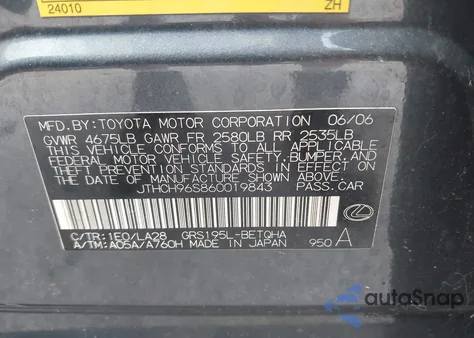 24010 ZH
MFD.BY:TOYOTA MOTOR CORPORATION 06/06
GVWR 4675LB GAWR FR 2580LB RR 2535LB
THIS VEHICLE CONFORMS TO ALL APPLICABLE
FEDERAL MOTOR VEHICLE SAFETY,BUMPER,AND
THEFT PREVENTION STANDARDS IN EFFECT ON
THE DATE OF MANUFACTURE SHOWN ABOVE.
JTHCH96S860019843 PASS.CAR
C/TR:1E0/LA28 GRS195L-BETQHA
A/TM:A05A/A760H MADE IN JAPAN 950 A
autoSnap